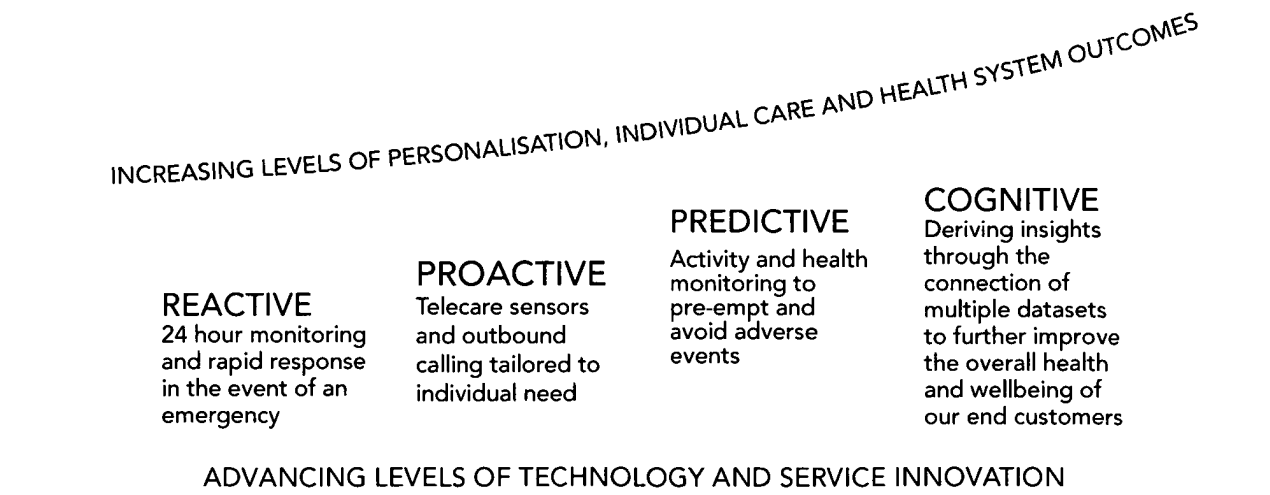 INCREASING LEVELS OF PERSONALISATION, INDIVIDUAL CARE AND HEALTH SYSTEM OUTCOMES
REACTIVE
24 hour monitoring
and rapid response
in the event of an
emergency
PROACTIVE
Telecare sensors
and outbound
calling tailored to
individual need
PREDICTIVE
Activity and health
monitoring to
pre-empt and
avoid adverse
events
COGNITIVE
Deriving insights
through the
connection of
multiple datasets
to further improve
the overall health
and wellbeing of
our end customers
ADVANCING LEVELS OF TECHNOLOGY AND SERVICE INNOVATION